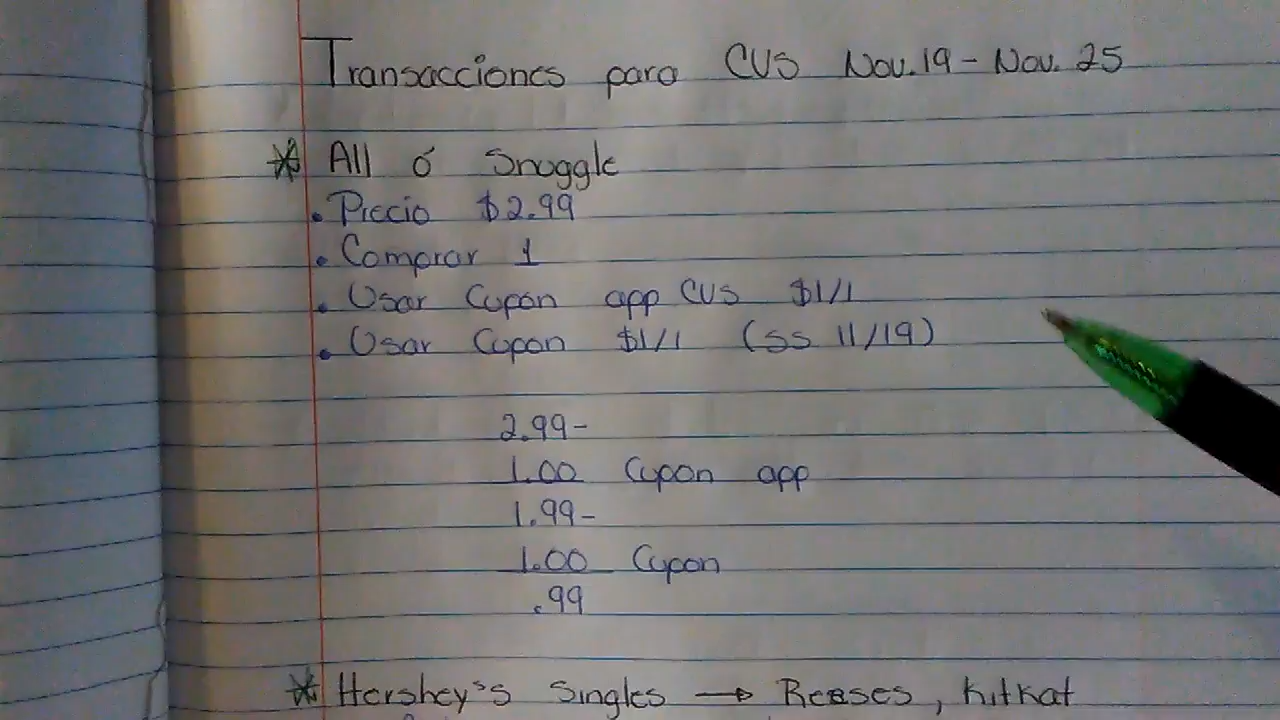 Transacciones para CVS Nov. 19 - Nov. 25
* All ó Snuggle
. Piccio $2.99
. Comprar 1
. Usar Cupon app CVS $1/1
. Usar Cupon $1/1 (SS 11/19)
2.99-
1.00 Cupon app
1.99-
1.00 Cupon
.99
* Hershey's Singles → Reeses, Kitkat